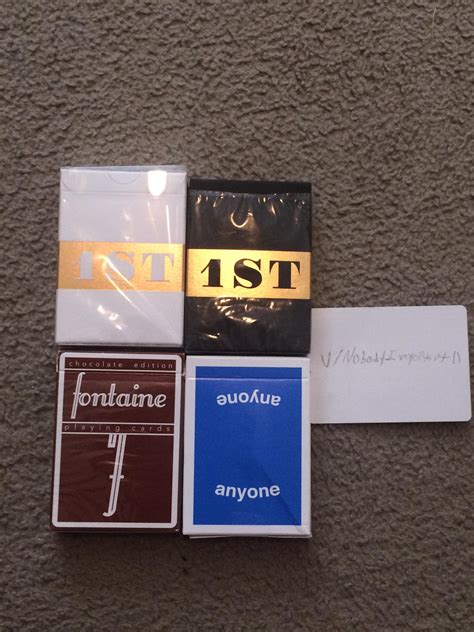 1ST
1ST
chocolate edition
fontaine
playing cards
f
anyone
anyone